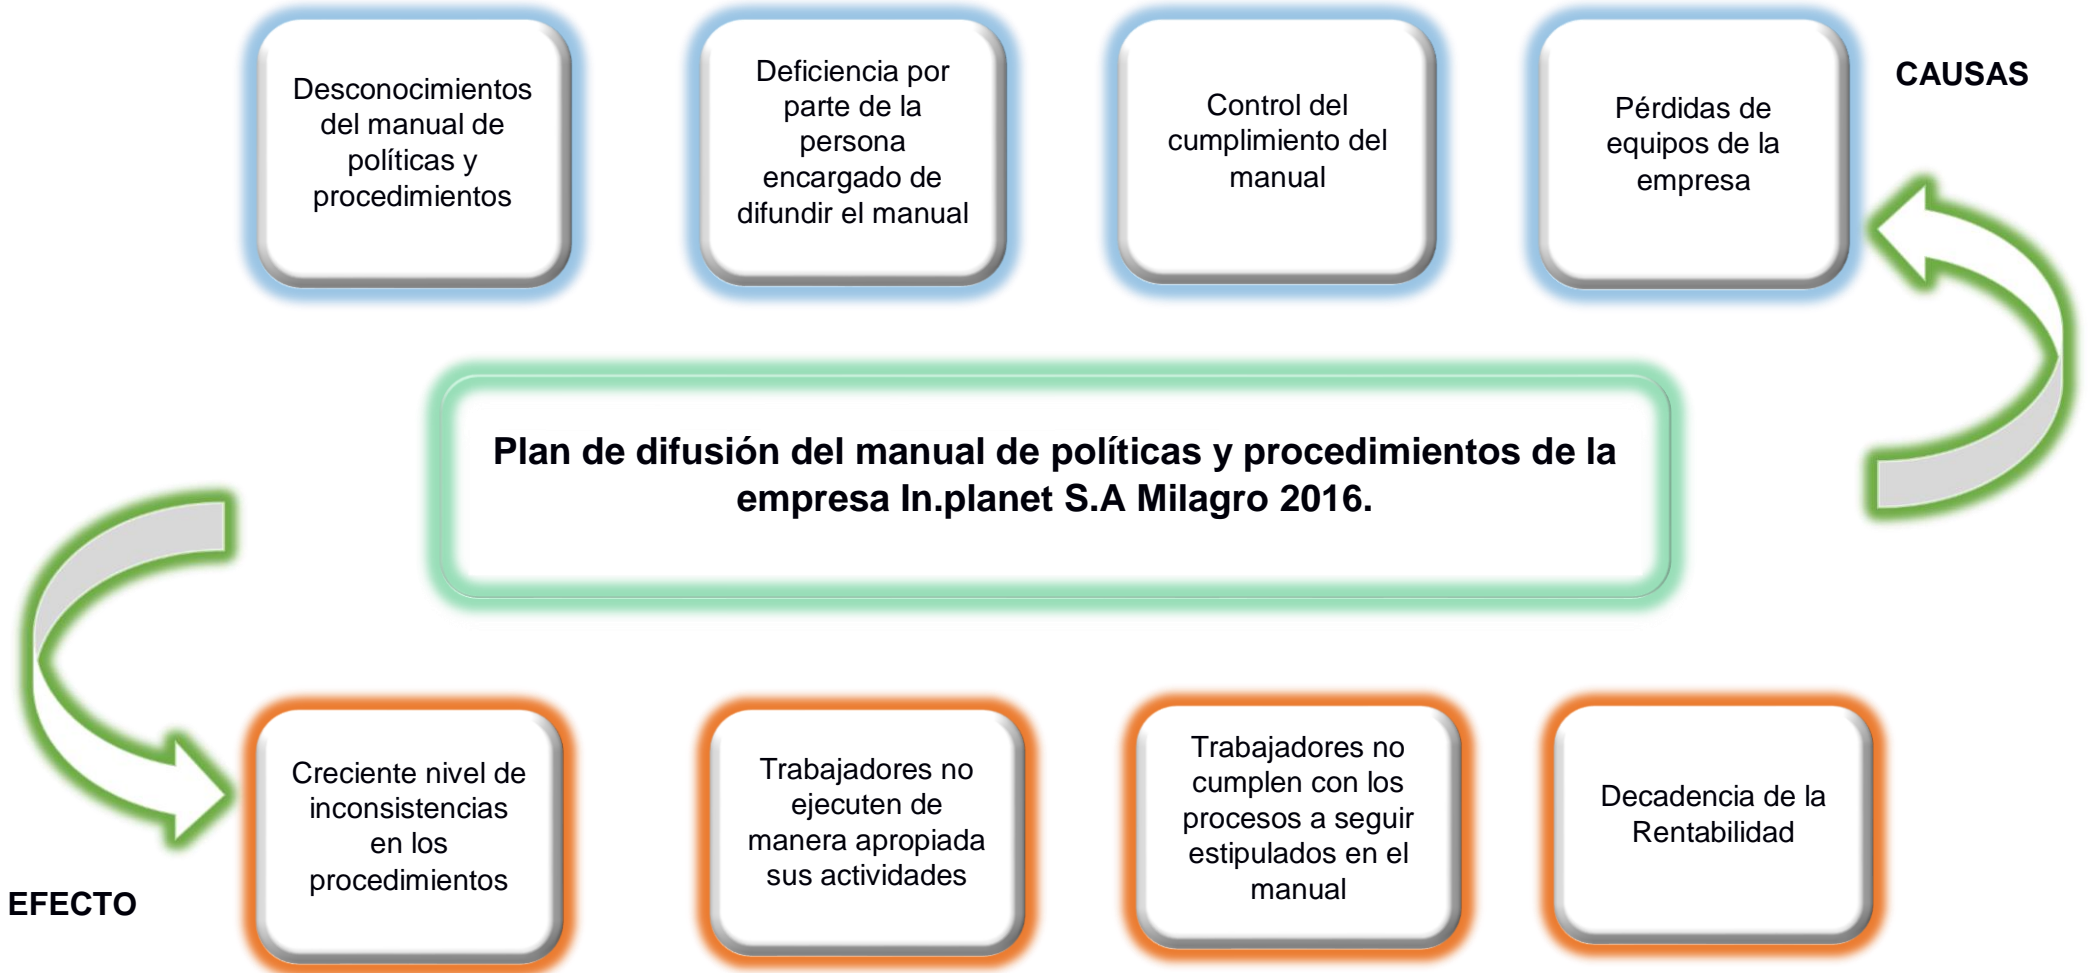 Desconocimientos
del manual de
políticas y
procedimientos
Deficiencia por
parte de la
persona
encargado de
difundir el manual
Control del
cumplimiento del
manual
Pérdidas de
equipos de la
empresa
CAUSAS
Plan de difusión del manual de políticas y procedimientos de la
empresa In.planet S.A Milagro 2016.
Creciente nivel de
inconsistencias
en los
procedimientos
Trabajadores no
ejecuten de
manera apropiada
sus actividades
Trabajadores no
cumplen con los
procesos a seguir
estipulados en el
manual
Decadencia de la
Rentabilidad
EFECTO